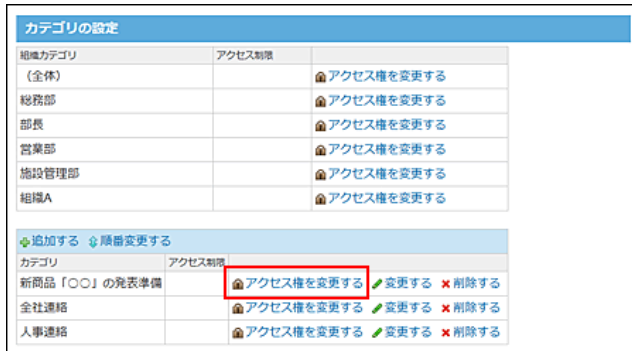 カテゴリの設定
組織カテゴリ アクセス制限
（全体） アクセス権を変更する
総務部 アクセス権を変更する
部長 アクセス権を変更する
営業部 アクセス権を変更する
施設管理部 アクセス権を変更する
組織A アクセス権を変更する
追加する 順番変更する
カテゴリ アクセス制限
新商品「○○」の発表準備 アクセス権を変更する 変更する 削除する
全社連絡 アクセス権を変更する 変更する 削除する
人事連絡 アクセス権を変更する 変更する 削除する